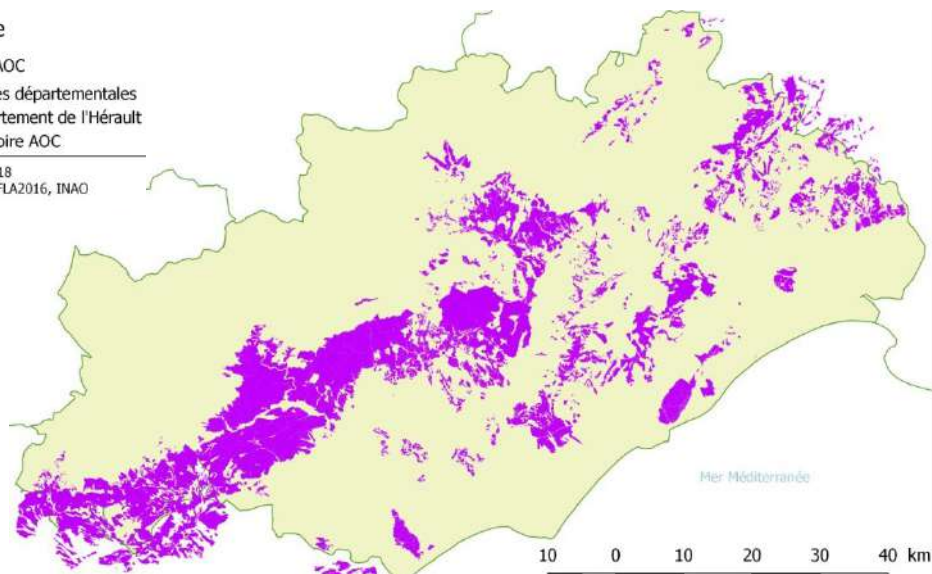 e
AOC
es départementales
rtement de l'Hérault
oire AOC
18
FLA2016, INAO
Mer Méditerranée
10 0 10 20 30 40 km